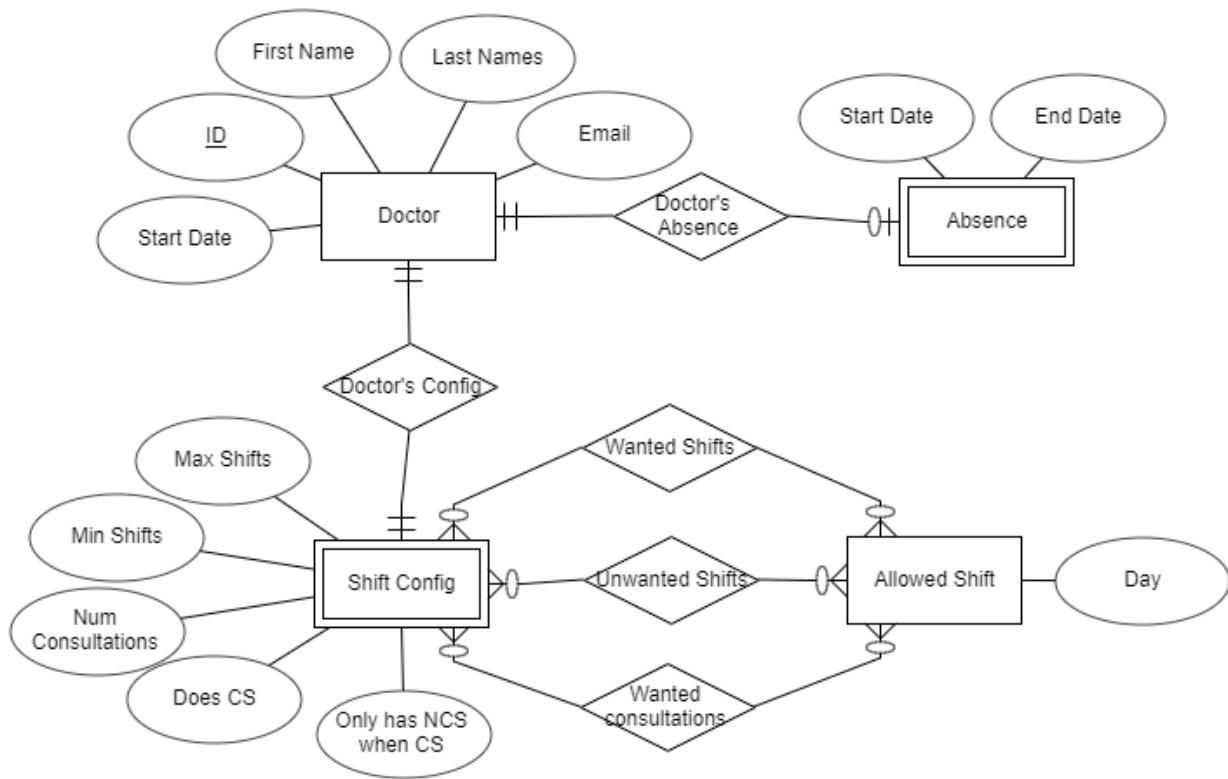 First Name
Last Names
ID
Email
Start Date
End Date
Start Date
Doctor
Doctor's
Absence
Absence
Doctor's Config
Max Shifts
Wanted Shifts
Min Shifts
Shift Config
Unwanted Shifts
Allowed Shift
Day
Num
Consultations
Does CS
Only has NCS
when CS
Wanted
consultations